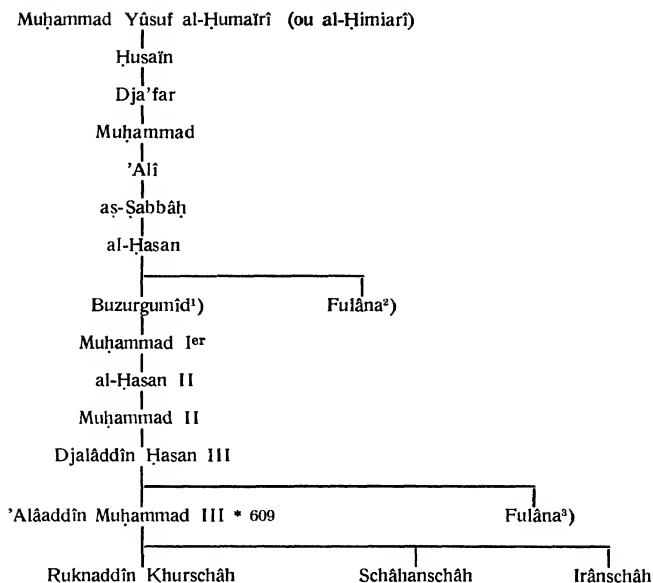 Muḥammad Yûsuf al-Ḥumaïrî (ou al-Ḥimiarî)
Ḥusaïn
Dja'far
Muḥammad
'Alî
aṣ-Ṣabbâḥ
al-Ḥasan
Buzurgumîd¹) Fulâna²)
Muḥammad Iᵉʳ
al-Ḥasan II
Muḥammad II
Djalâddîn Ḥasan III
'Alâaddîn Muḥammad III * 609 Fulâna³)
Ruknaddîn Khurschâh Schâhanschâh Irânschâh